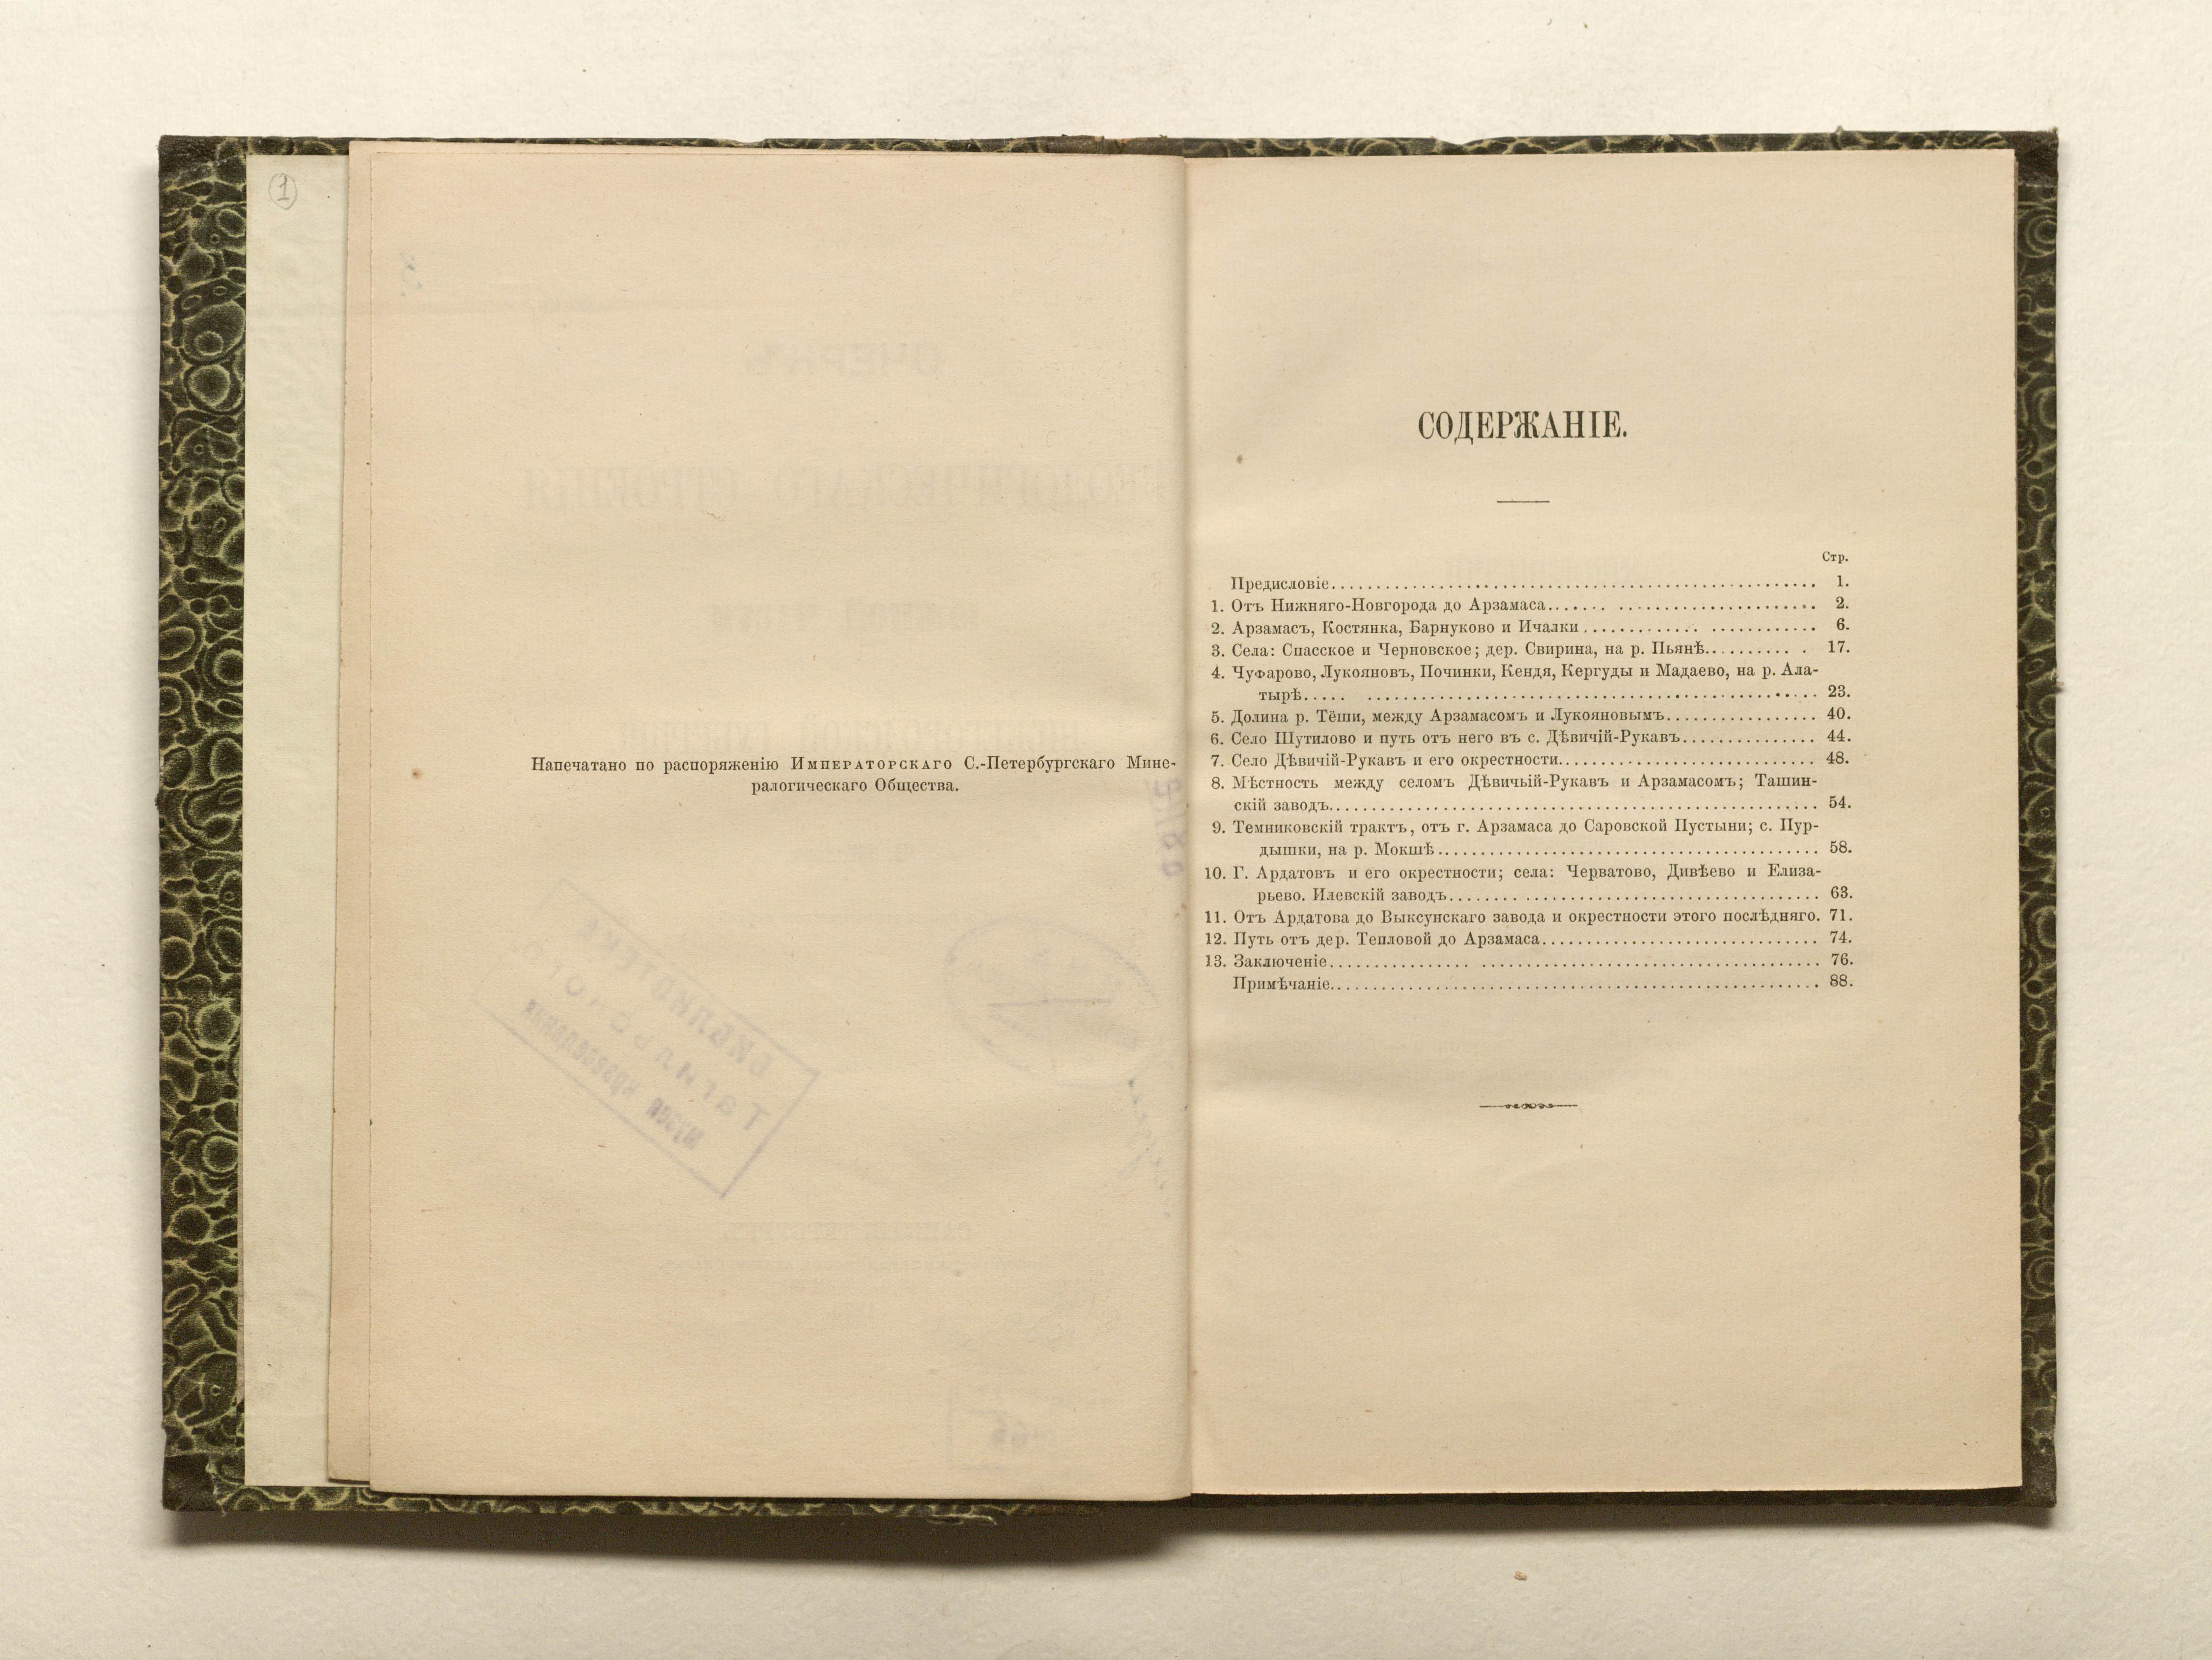 1
Напечатано по распоряженію Императорскаго С.-Петербургскаго Мине-
ралогическаго Общества.
СОДЕРЖАНІЕ.
Стр.
Предисловіе 1.
1. Отъ Нижняго-Новгорода до Арзамаса 2.
2. Арзамасъ, Костянка, Барнуково и Ичалки 6.
3. Села: Спасское и Черновское; дер. Свирина, на р. Пьянѣ 17.
4. Чуфарово, Лукояновъ, Починки, Кендя, Кергуды и Мадаево, на р. Ала-
тырѣ 23.
5. Долина р. Тёши, между Арзамасомъ и Лукояновымъ 40.
6. Село Шутилово и путь отъ него въ с. Дѣвичій-Рукавъ 44.
7. Село Дѣвичій-Рукавъ и его окрестности 48.
8. Мѣстность между селомъ Дѣвичьій-Рукавъ и Арзамасомъ; Ташин-
скій заводъ 54.
9. Темниковскій трактъ, отъ г. Арзамаса до Саровской Пустыни; с. Пур-
дышки, на р. Мокшѣ 58.
10. Г. Ардатовъ и его окрестности; села: Черватово, Дивѣево и Елиза-
рьево. Илевскій заводъ 63.
11. Отъ Ардатова до Выксунскаго завода и окрестности этого послѣдняго. 71.
12. Путь отъ дер. Тепловой до Арзамаса 74.
13. Заключеніе 76.
Примѣчаніе 88.